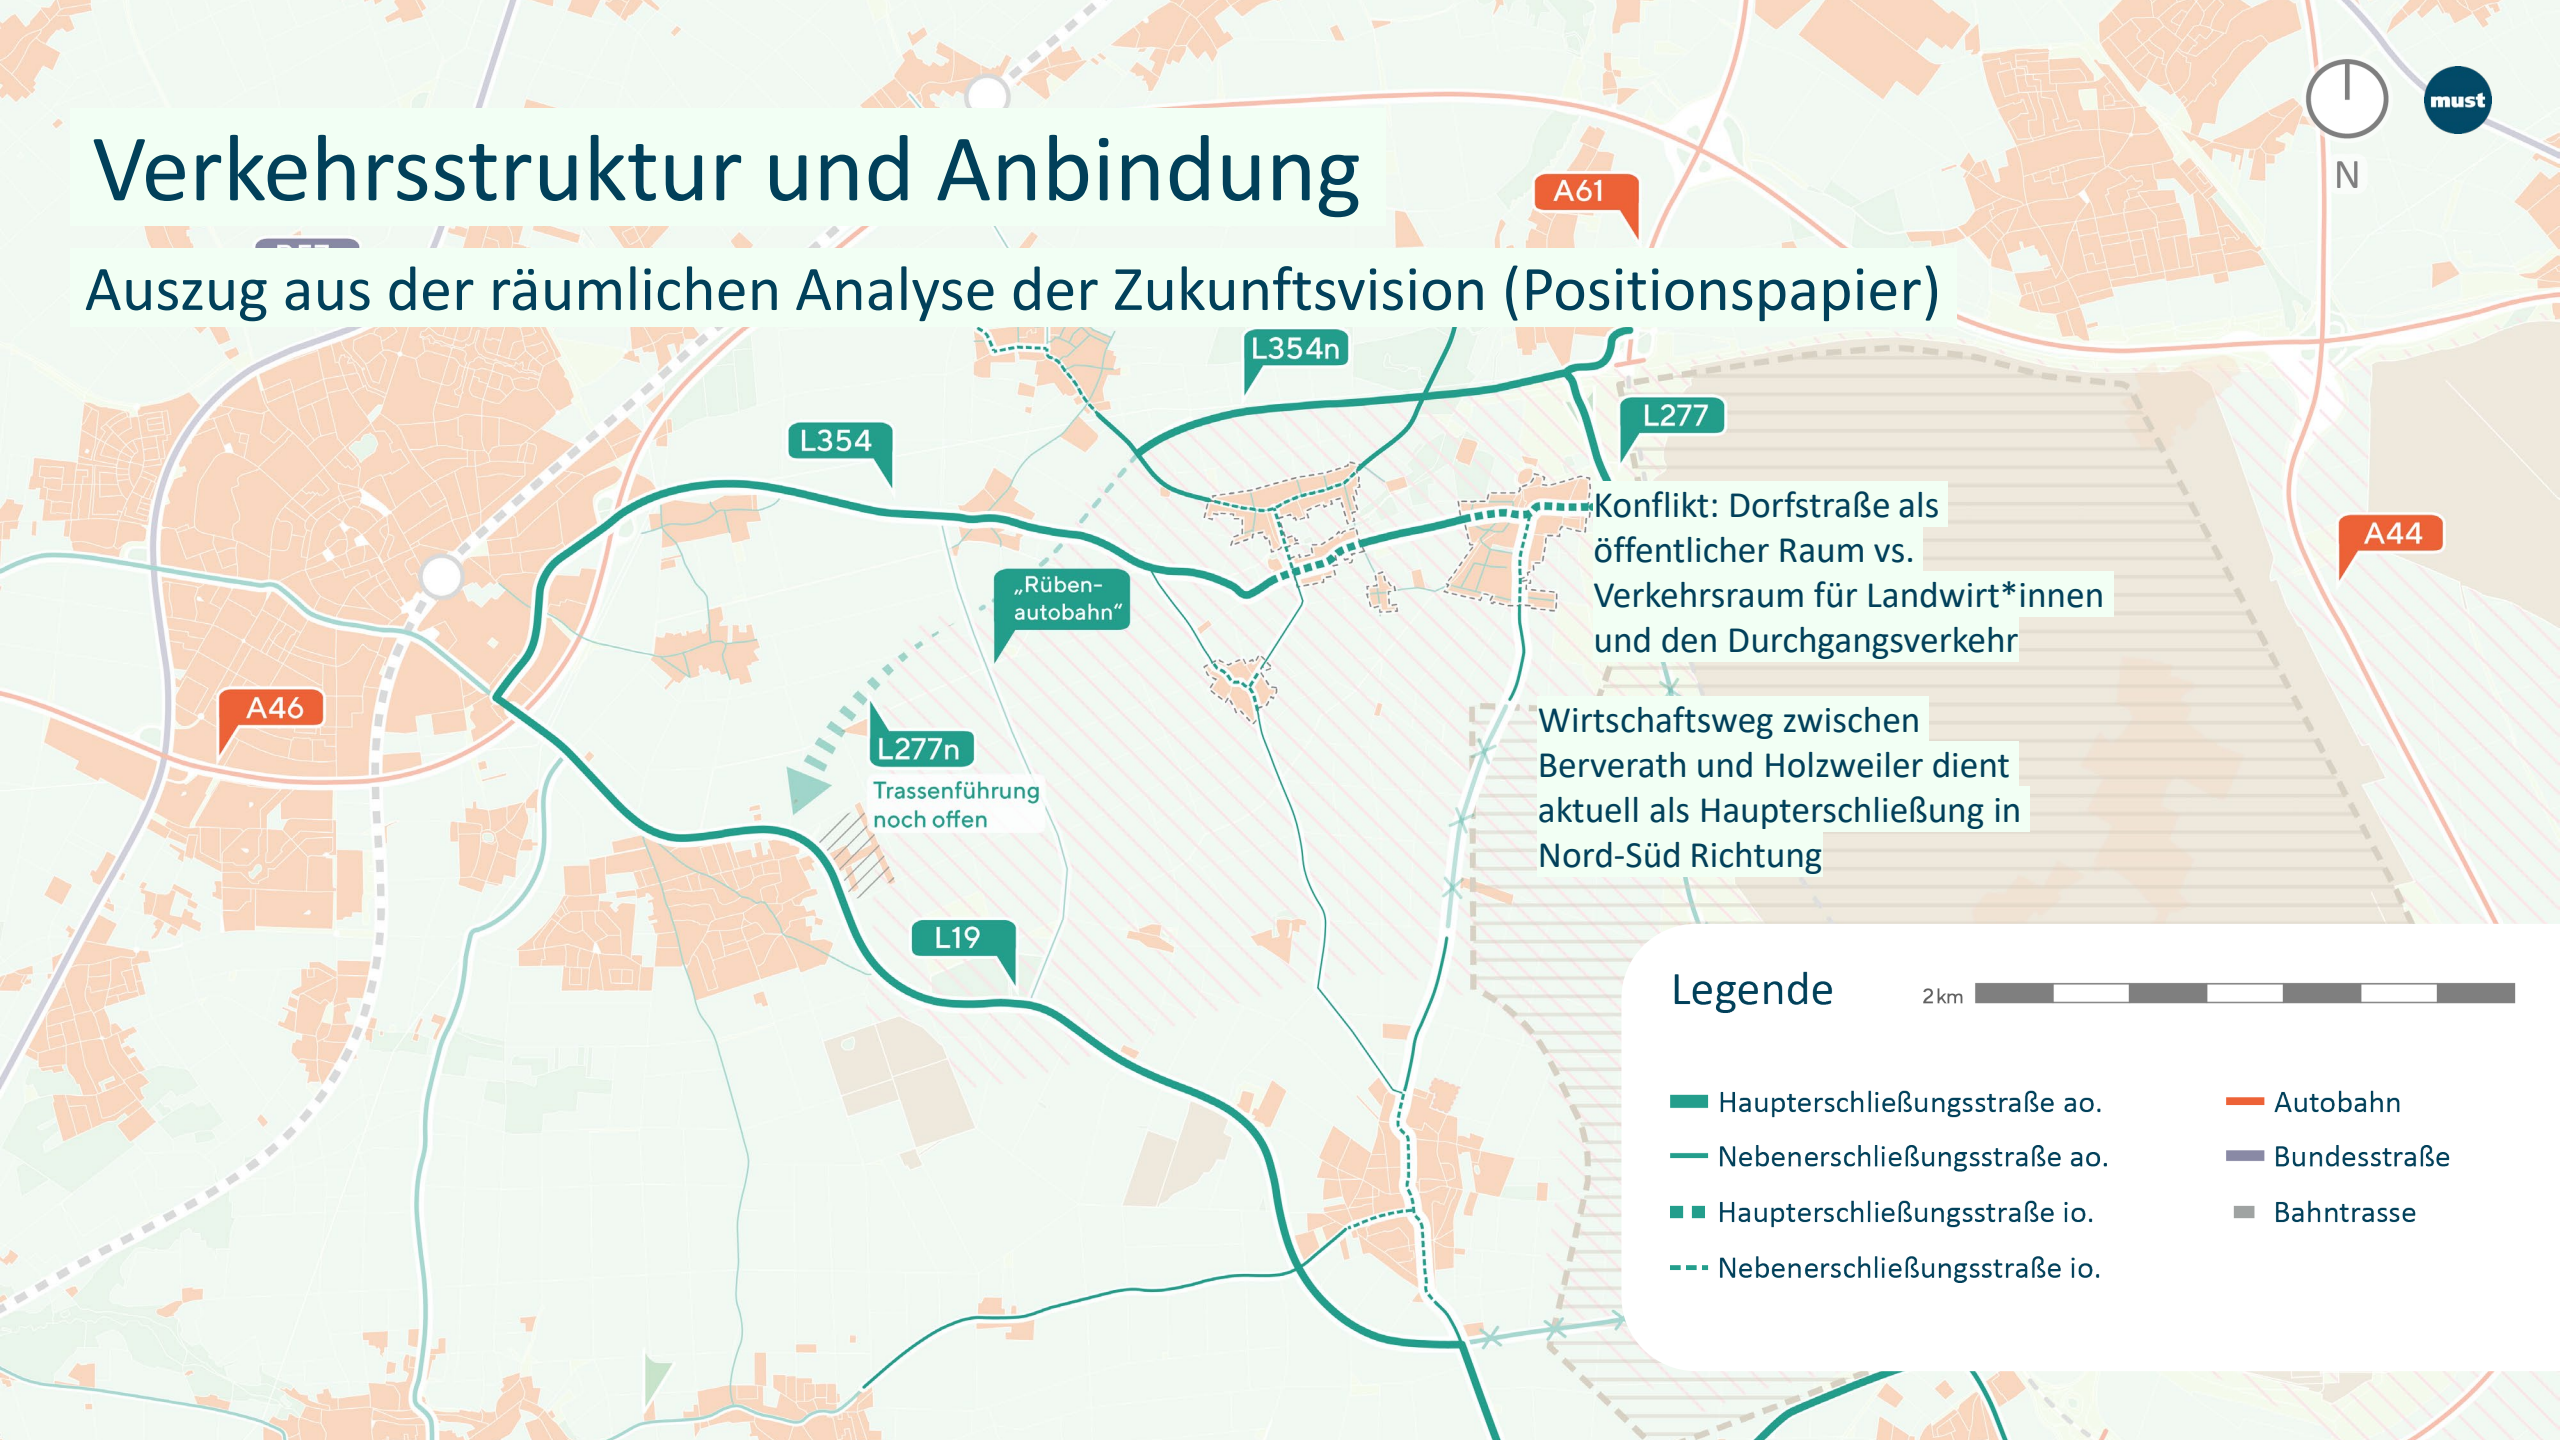 must
N
Verkehrsstruktur und Anbindung
A61
Auszug aus der räumlichen Analyse der Zukunftsvision (Positionspapier)
L354n
L277
L354
Konflikt: Dorfstraße als
öffentlicher Raum vs.
Verkehrsraum für Landwirt*innen
und den Durchgangsverkehr
A44
„Rüben-
autobahn“
A46
L277n
Trassenführung
noch offen
Wirtschaftsweg zwischen
Berverath und Holzweiler dient
aktuell als Haupterschließung in
Nord-Süd Richtung
L19
Legende
2km
Haupterschließungsstraße ao.
Nebenerschließungsstraße ao.
Haupterschließungsstraße io.
Nebenerschließungsstraße io.
Autobahn
Bundesstraße
Bahntrasse